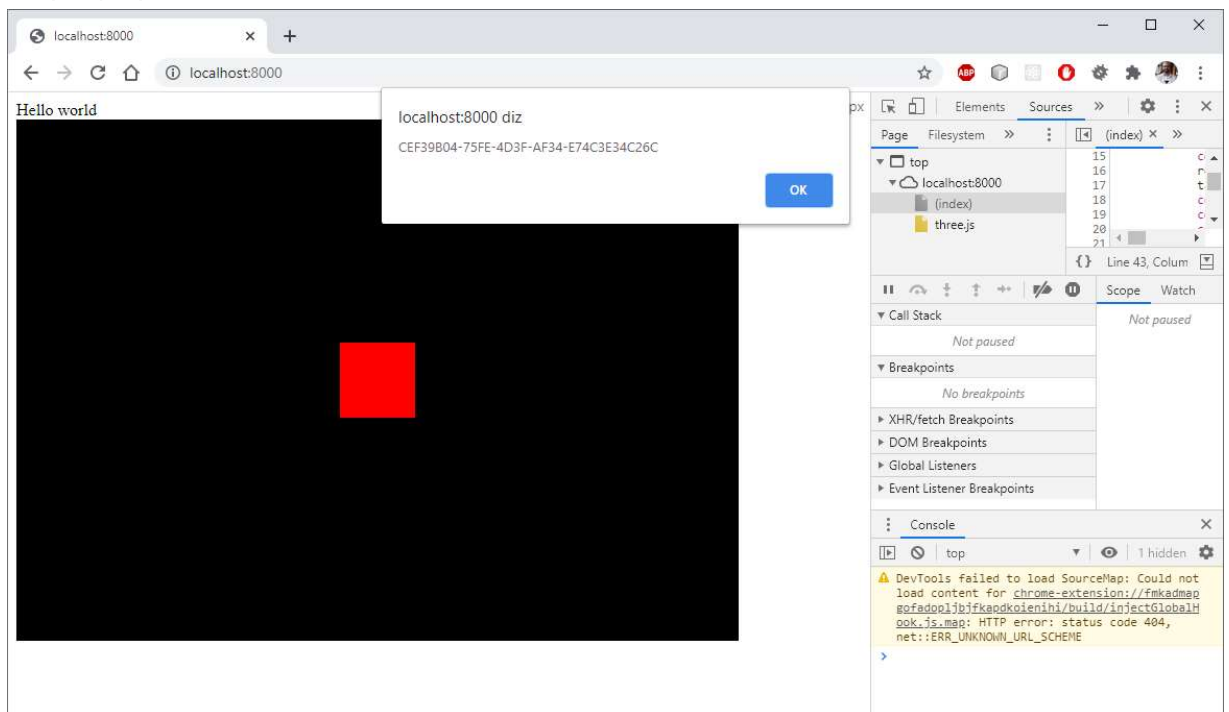 localhost:8000
localhost:8000
ABP
Hello world
px
localhost:8000 diz
CEF39B04-75FE-4D3F-AF34-E74C3E34C26C
OK
Elements Sources »
Page Filesystem » (index) × »
top
localhost:8000
(index)
three.js
15
16
17
18
19
20
21
{} Line 43, Colum
Scope Watch
Not paused
Call Stack
Not paused
Breakpoints
No breakpoints
XHR/fetch Breakpoints
DOM Breakpoints
Global Listeners
Event Listener Breakpoints
Console
top 1 hidden
DevTools failed to load SourceMap: Could not
load content for chrome-extension://fmkadmap
gofadopljbjfkapdkoienihi/build/injectGlobalH
ook.js.map: HTTP error: status code 404,
net::ERR_UNKNOWN_URL_SCHEME